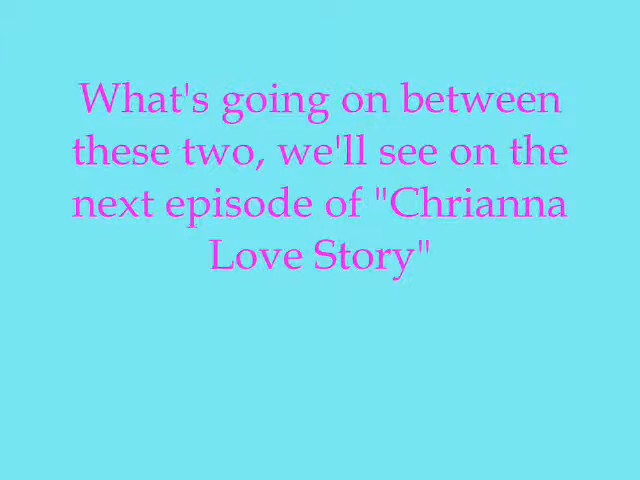 What's going on between
these two, we'll see on the
next episode of "Chrianna
Love Story"